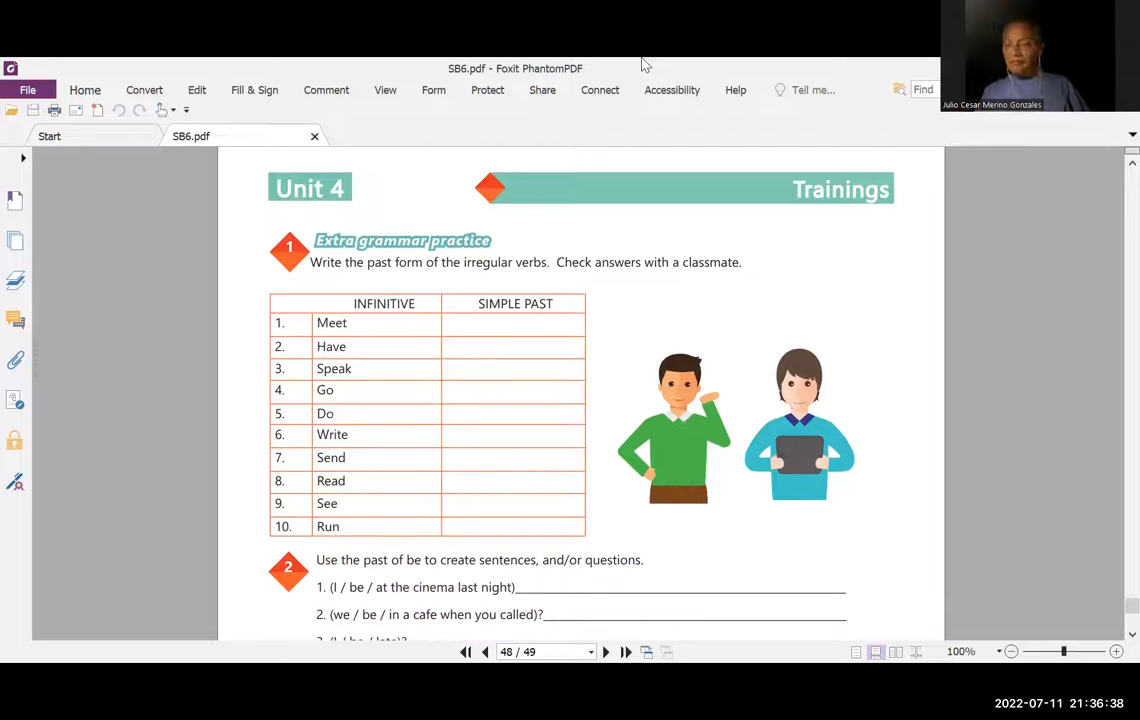 SB6.pdf - Foxit PhantomPDF
File Home Convert Edit Fill & Sign Comment View Form Protect Share Connect Accessibility Help Tell me... Find
Julio Cesar Merino Gonzales
Start SB6.pdf
Unit 4 Trainings
1 Extra grammar practice
Write the past form of the irregular verbs. Check answers with a classmate.
INFINITIVE SIMPLE PAST
1. Meet
2. Have
3. Speak
4. Go
5. Do
6. Write
7. Send
8. Read
9. See
10. Run
2 Use the past of be to create sentences, and/or questions.
1. (I / be / at the cinema last night)
2. (we / be / in a cafe when you called)?
48 / 49 100%
2022-07-11 21:36:38